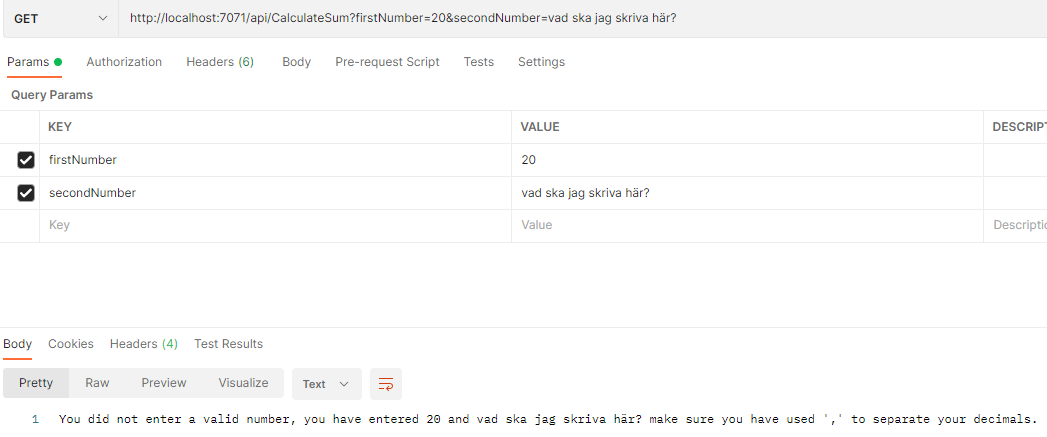 GET http://localhost:7071/api/CalculateSum?firstNumber=20&secondNumber=vad ska jag skriva här?
Params Authorization Headers (6) Body Pre-request Script Tests Settings
Query Params
KEY VALUE DESCRIPT
firstNumber 20
secondNumber vad ska jag skriva här?
Key Value Descriptio
Body Cookies Headers (4) Test Results
Pretty Raw Preview Visualize Text
1 You did not enter a valid number, you have entered 20 and vad ska jag skriva här? make sure you have used ',' to separate your decimals.